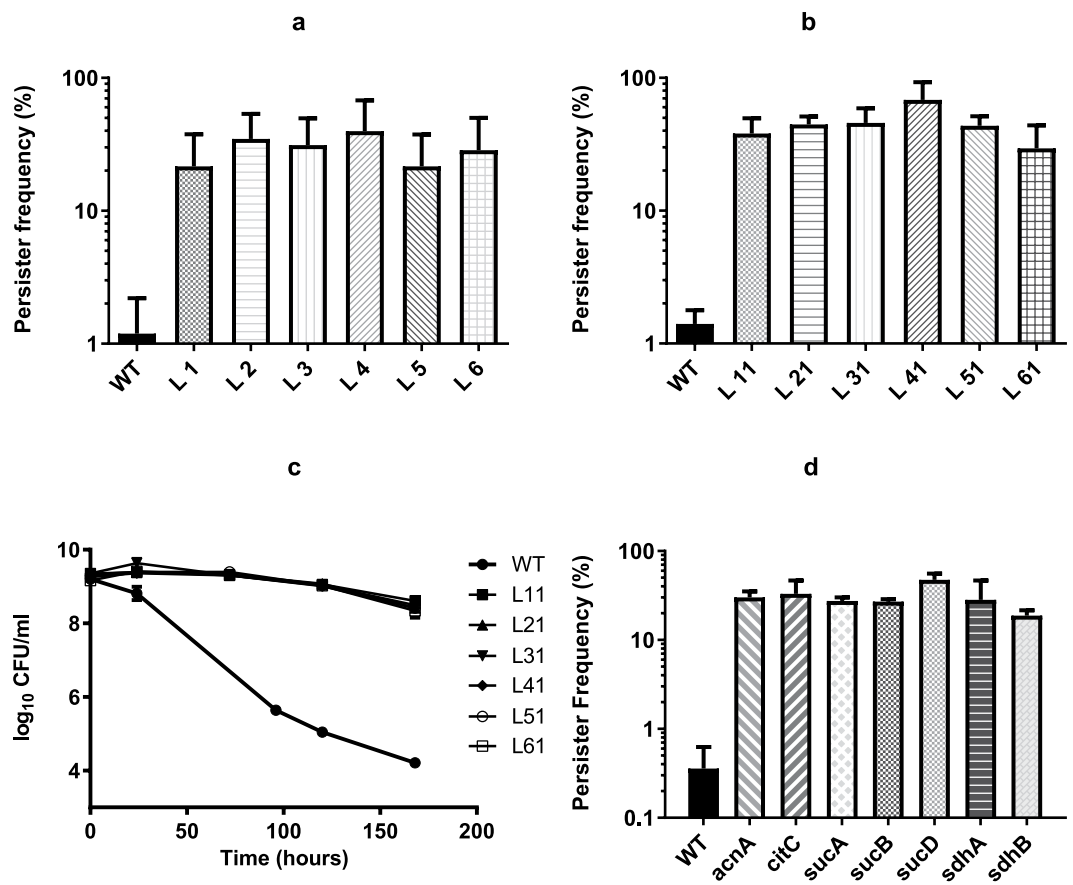 a
Persister frequency (%)
100
10
1
WT
L 1
L 2
L 3
L 4
L 5
L 6
b
Persister frequency (%)
100
10
1
WT
L 11
L 21
L 31
L 41
L 51
L 61
c
log10 CFU/ml
10
8
6
4
0
50
100
150
200
Time (hours)
WT
L11
L21
L31
L41
L51
L61
d
Persister Frequency (%)
100
10
1
0.1
WT
acnA
citC
sucA
sucB
sucD
sdhA
sdhB